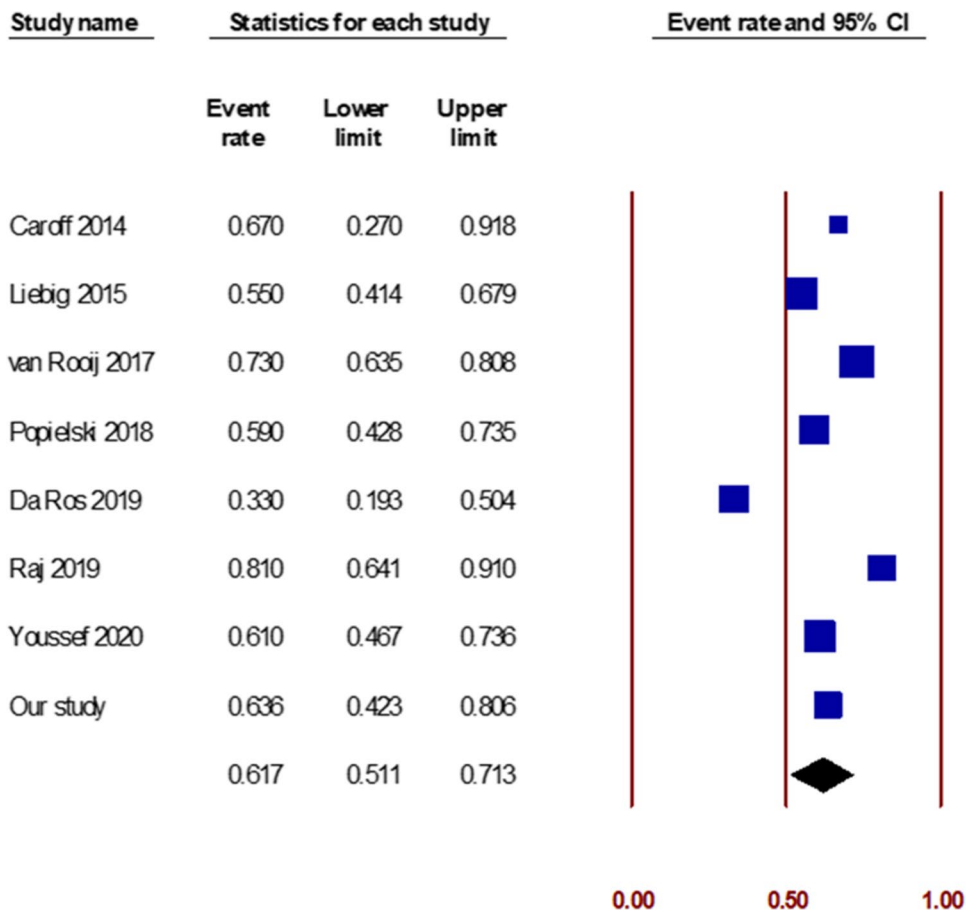 Study name Statistics for each study Event rate and 95% CI
Event Lower Upper
rate limit limit
Caroff 2014 0.670 0.270 0.918
Liebig 2015 0.550 0.414 0.679
van Rooij 2017 0.730 0.635 0.808
Popielski 2018 0.590 0.428 0.735
Da Ros 2019 0.330 0.193 0.504
Raj 2019 0.810 0.641 0.910
Youssef 2020 0.610 0.467 0.736
Our study 0.636 0.423 0.806
0.617 0.511 0.713
0.00 0.50 1.00